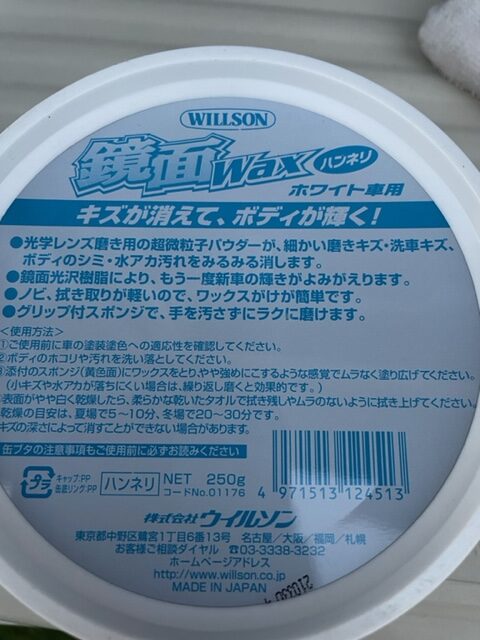 WILLSON
鏡面Wax ハンネリ
ホワイト車用
キズが消えて、ボディが輝く!
●光学レンズ磨き用の超微粒子パウダーが、細かい磨きキズ・洗車キズ、
ボディのシミ・水アカ汚れをみるみる消します。
●鏡面光沢樹脂により、もう一度新車の輝きがよみがえります。
●ノビ、拭き取りが軽いので、ワックスがけが簡単です。
●グリップ付スポンジで、手を汚さずにラクに磨けます。
<使用方法>
①ご使用前に車の塗装塗色への適応性を確認してください。
②ボディのホコリや汚れを洗い落としてください。
③添付のスポンジ(黄色面)にワックスをとり、やや強めにこするような感覚でムラなく塗り広げてください。
(小キズや水アカが落ちにくい場合は、繰り返し磨くと効果的です。)
表面がやや白く乾燥したら、柔らかな乾いたタオルで拭き残しやムラのないように拭き上げてください。
乾燥の目安は、夏場で5~10分、冬場で20~30分です。
キズの深さによって消すことができない場合があります。
缶ブタの注意事項もご使用前に必ずお読みください
プラ キャップ:PP
缶底リング:PP
ハンネリ
NET 250g
コードNo.01176
4 971513 124513
株式会社ウイルソン
東京都中野区鷺宮1丁目6番13号 名古屋/大阪/福岡/札幌
お客様ご相談ダイヤル ☎03-3338-3232
ホームページアドレス
http://www.willson.co.jp
MADE IN JAPAN